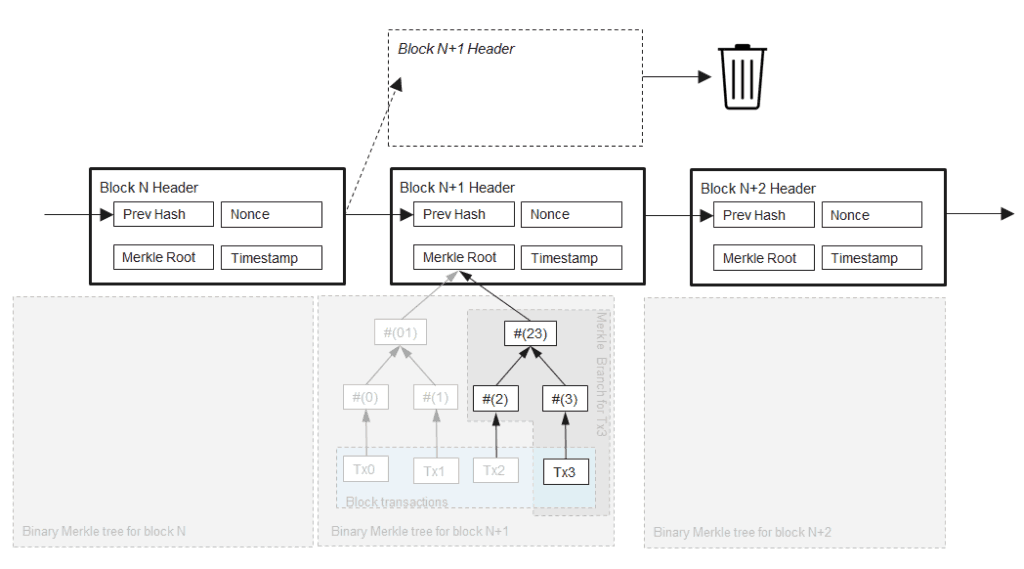 Block N+1 Header
Block N Header
Prev Hash
Nonce
Merkle Root
Timestamp
Block N+1 Header
Prev Hash
Nonce
Merkle Root
Timestamp
Block N+2 Header
Prev Hash
Nonce
Merkle Root
Timestamp
#(01)
#(23)
Merkle Branch for Tx3
#(0)
#(1)
#(2)
#(3)
Tx0
Tx1
Tx2
Tx3
Block transactions
Binary Merkle tree for block N
Binary Merkle tree for block N+1
Binary Merkle tree for block N+2